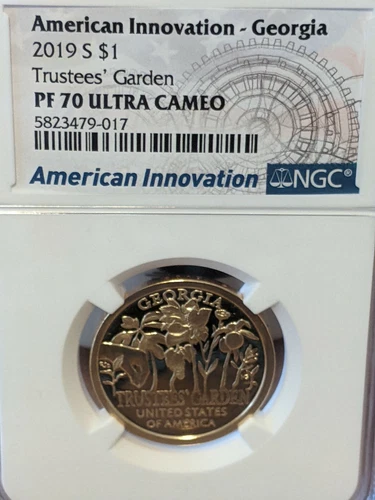 American Innovation - Georgia
2019 S $1
Trustees' Garden
PF 70 ULTRA CAMEO
5823479-017
American Innovation NGC®
GEORGIA
TRUSTEES' GARDEN
UNITED STATES
OF AMERICA